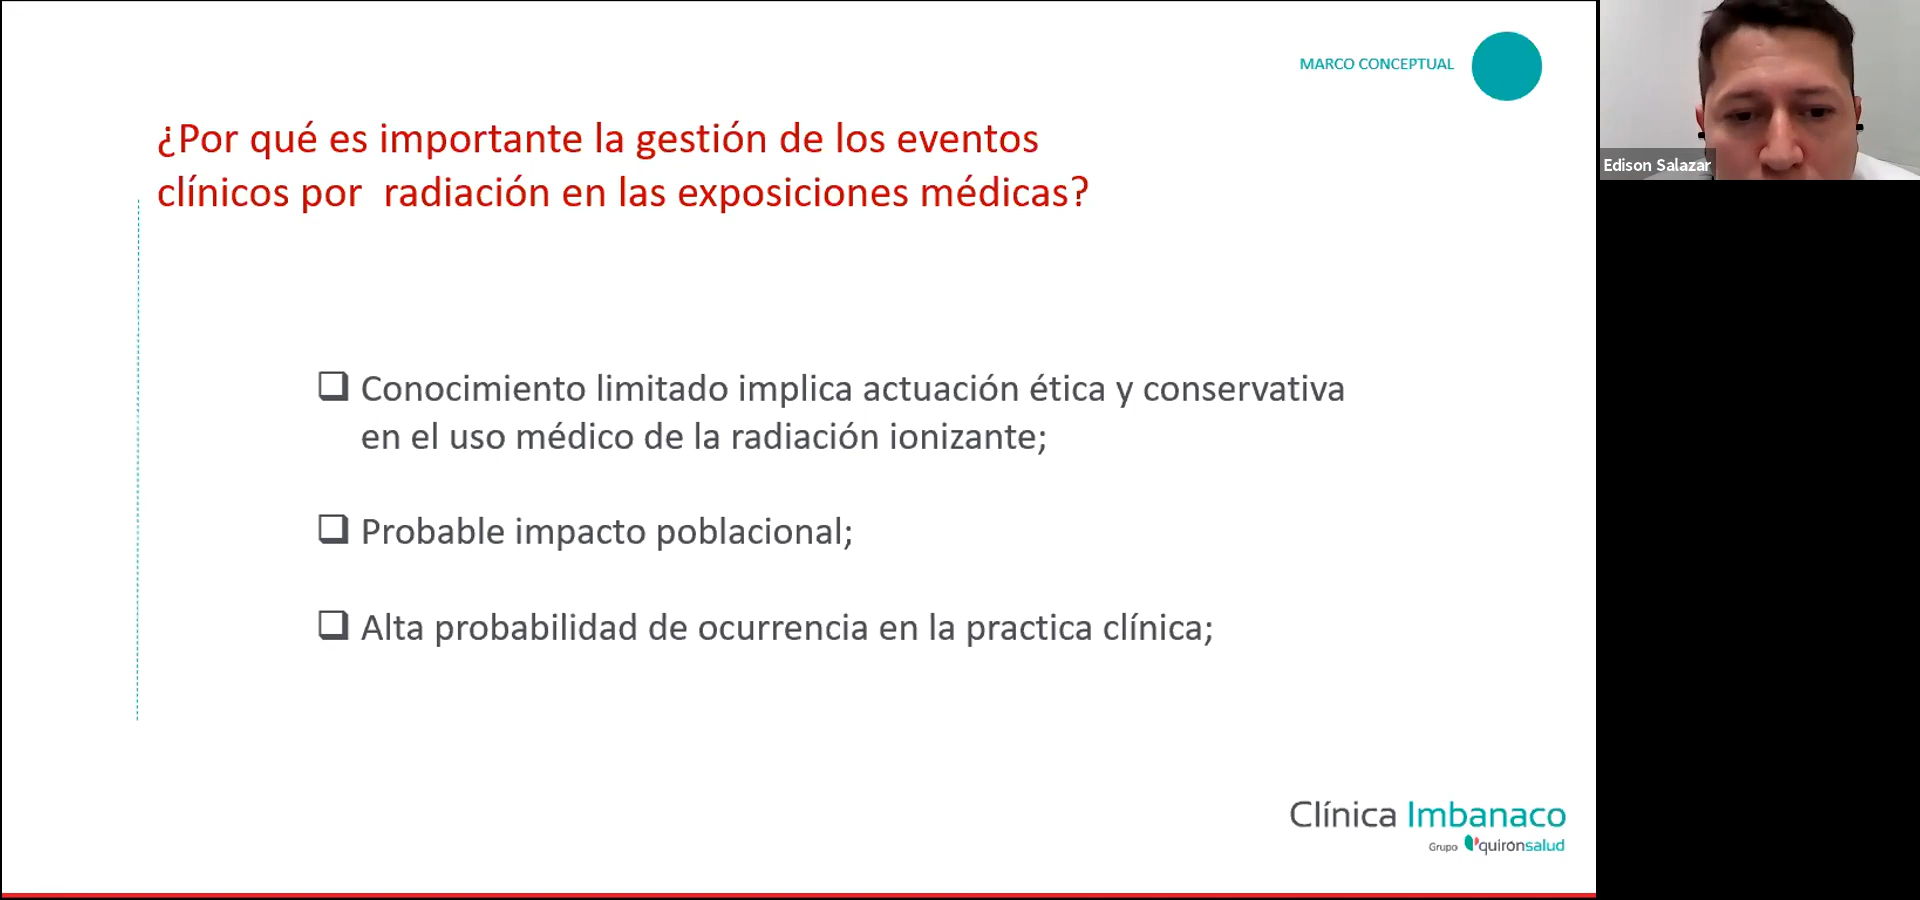 MARCO CONCEPTUAL
¿Por qué es importante la gestión de los eventos
clínicos por radiación en las exposiciones médicas?
Conocimiento limitado implica actuación ética y conservativa
en el uso médico de la radiación ionizante;
Probable impacto poblacional;
Alta probabilidad de ocurrencia en la practica clínica;
Clínica Imbanaco
Grupo quirónsalud
Edison Salazar